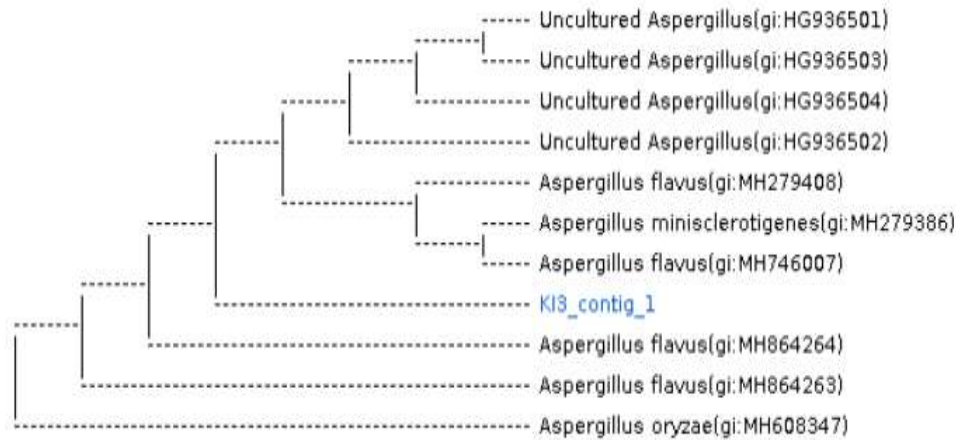 Uncultured Aspergillus(gi:HG936501)
Uncultured Aspergillus(gi:HG936503)
Uncultured Aspergillus(gi:HG936504)
Uncultured Aspergillus(gi:HG936502)
Aspergillus flavus(gi:MH279408)
Aspergillus minisclerotigenes(gi:MH279386)
Aspergillus flavus(gi:MH746007)
KI3_contig_1
Aspergillus flavus(gi:MH864264)
Aspergillus flavus(gi:MH864263)
Aspergillus oryzae(gi:MH608347)